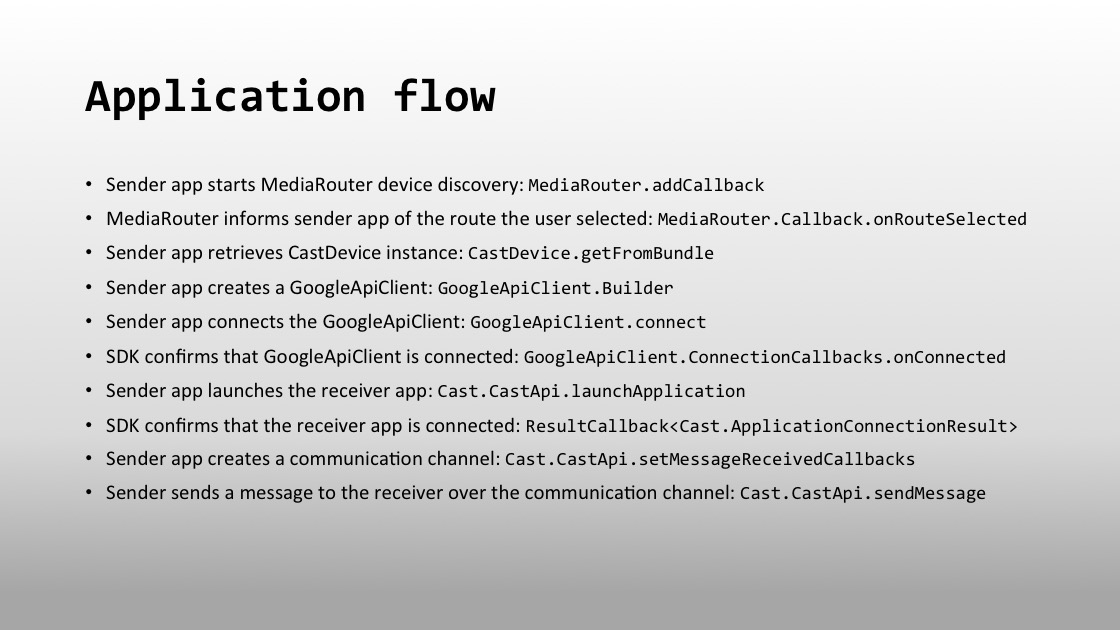 Application flow
• Sender app starts MediaRouter device discovery: MediaRouter.addCallback
• MediaRouter informs sender app of the route the user selected: MediaRouter.Callback.onRouteSelected
• Sender app retrieves CastDevice instance: CastDevice.getFromBundle
• Sender app creates a GoogleApiClient: GoogleApiClient.Builder
• Sender app connects the GoogleApiClient: GoogleApiClient.connect
• SDK confirms that GoogleApiClient is connected: GoogleApiClient.ConnectionCallbacks.onConnected
• Sender app launches the receiver app: Cast.CastApi.launchApplication
• SDK confirms that the receiver app is connected: ResultCallback<Cast.ApplicationConnectionResult>
• Sender app creates a communication channel: Cast.CastApi.setMessageReceivedCallbacks
• Sender sends a message to the receiver over the communication channel: Cast.CastApi.sendMessage